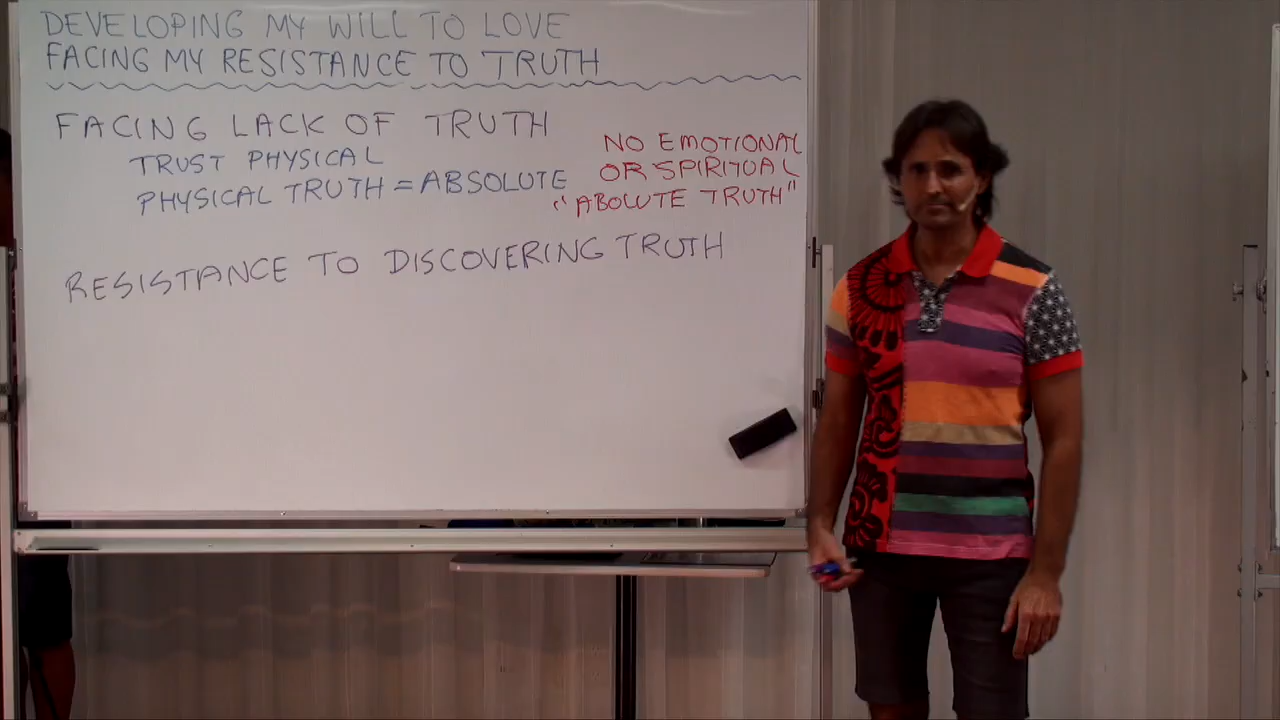 DEVELOPING MY WILL TO LOVE
FACING MY RESISTANCE TO TRUTH
FACING LACK OF TRUTH
TRUST PHYSICAL
PHYSICAL TRUTH = ABSOLUTE
NO EMOTIONAL
OR SPIRITUAL
"ABOLUTE TRUTH"
RESISTANCE TO DISCOVERING TRUTH